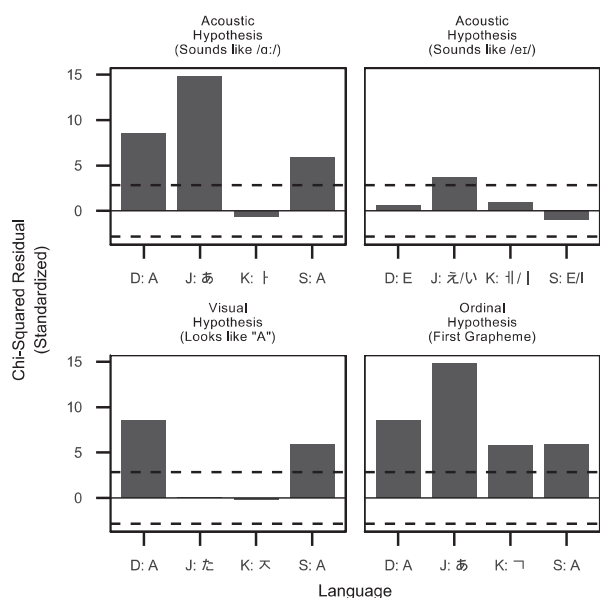 Acoustic
Hypothesis
(Sounds like /ɑː/)
Acoustic
Hypothesis
(Sounds like /eɪ/)
15
10
5
0
D: A
J: あ
K: ㅏ
S: A
D: E
J: え/い
K: ㅔ/ㅣ
S: E/I
Chi-Squared Residual
(Standardized)
Visual
Hypothesis
(Looks like "A")
Ordinal
Hypothesis
(First Grapheme)
15
10
5
0
D: A
J: た
K: ㅈ
S: A
D: A
J: あ
K: ㄱ
S: A
Language